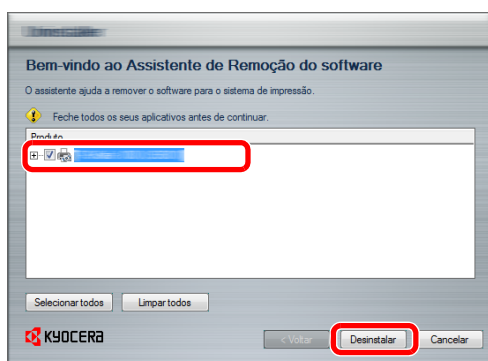 Bem-vindo ao Assistente de Remoção do software
O assistente ajuda a remover o software para o sistema de impressão.
Feche todos os seus aplicativos antes de continuar.
Produto
Selecionar todos Limpar todos
KYOCERA < Voltar Desinstalar Cancelar